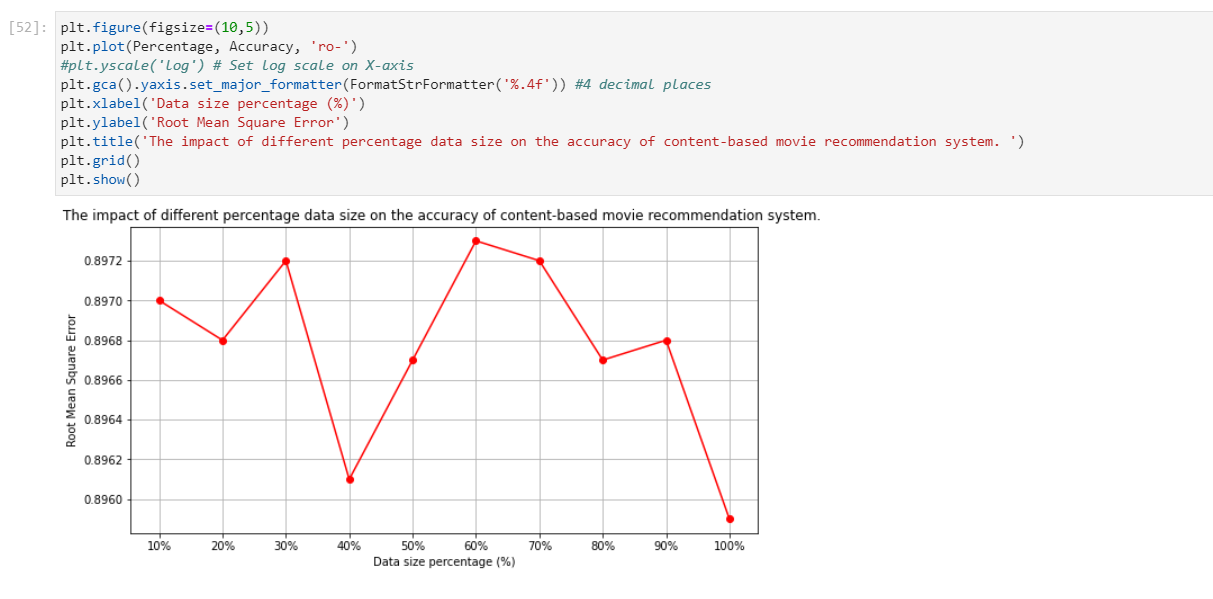 [52]: plt.figure(figsize=(10,5))
plt.plot(Percentage, Accuracy, 'ro-')
#plt.yscale('log') # Set log scale on X-axis
plt.gca().yaxis.set_major_formatter(FormatStrFormatter('%.4f')) #4 decimal places
plt.xlabel('Data size percentage (%)')
plt.ylabel('Root Mean Square Error')
plt.title('The impact of different percentage data size on the accuracy of content-based movie recommendation system. ')
plt.grid()
plt.show()
The impact of different percentage data size on the accuracy of content-based movie recommendation system.
Root Mean Square Error
0.8972
0.8970
0.8968
0.8966
0.8964
0.8962
0.8960
10% 20% 30% 40% 50% 60% 70% 80% 90% 100%
Data size percentage (%)